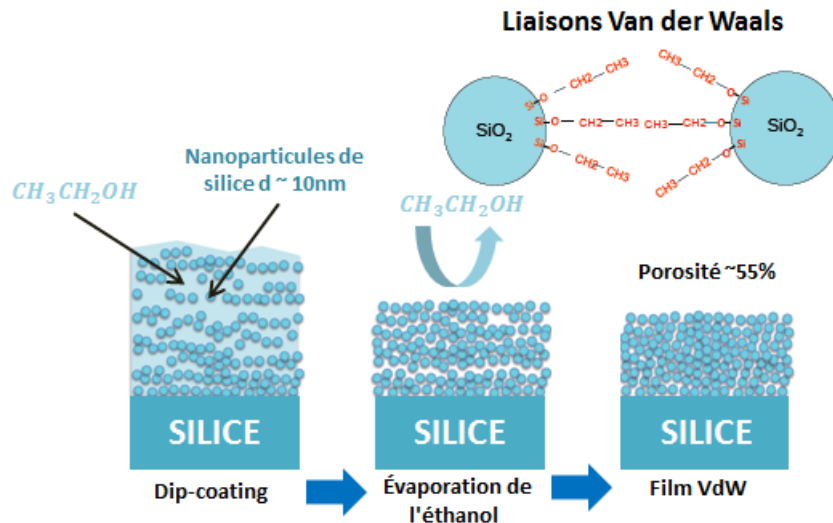 Liaisons Van der Waals
CH3
CH2
O
Si
SiO2
Si O CH2 CH3 CH3 CH2 O Si
SiO2
Si
O
CH2
CH3
CH3
CH2
O
Si
Si
O
CH2
CH3
Nanoparticules de
silice d ~ 10nm
CH3CH2OH
CH3CH2OH
Porosité ~55%
SILICE
SILICE
SILICE
Dip-coating
Évaporation de
l'éthanol
Film VdW